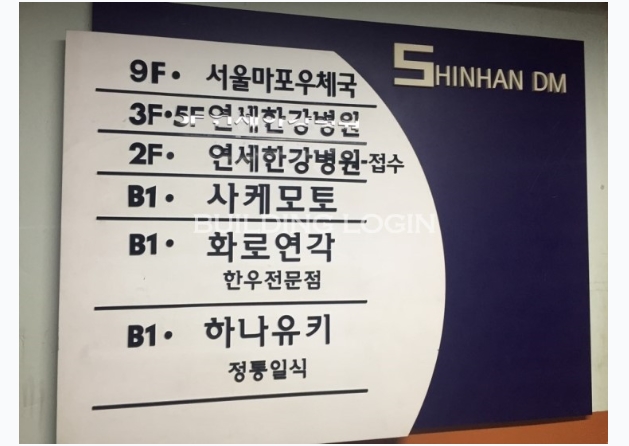 SHINHAN DM
9F • 서울마포우체국
3F • 5F 연세한강병원
2F • 연세한강병원-접수
B1 • 사케모토
BUILDING LOGIN
B1 • 화로연각
한우전문점
B1 • 하나유키
정통일식